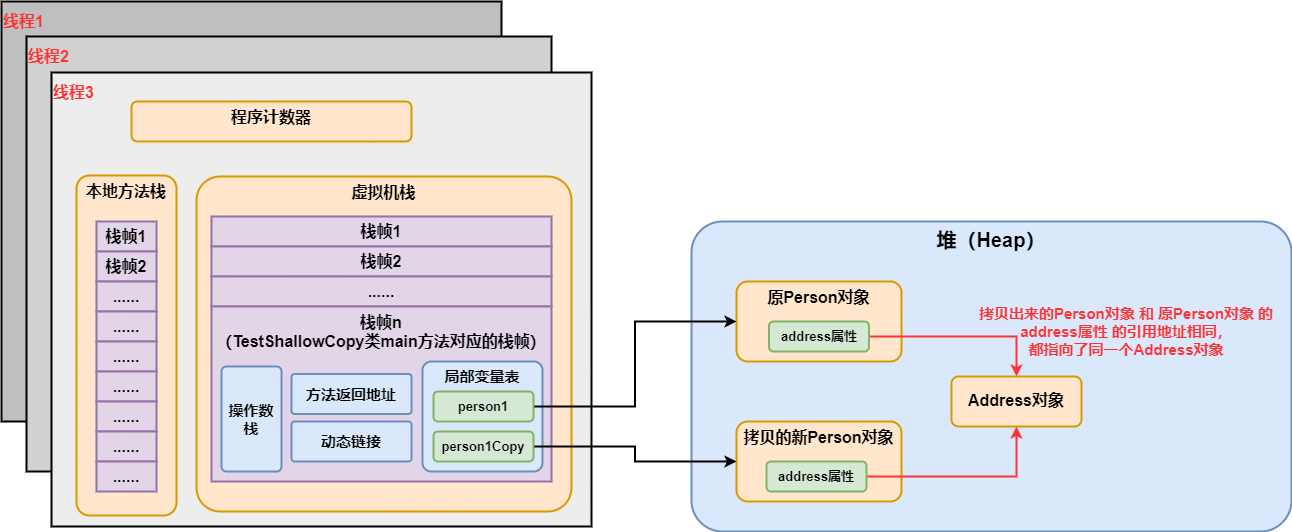 线程1
线程2
线程3
程序计数器
本地方法栈
栈帧1
栈帧2
......
......
......
......
......
......
......
虚拟机栈
栈帧1
栈帧2
......
栈帧n
（TestShallowCopy类main方法对应的栈帧）
操作数
栈
方法返回地址
动态链接
局部变量表
person1
person1Copy
堆（Heap）
原Person对象
address属性
拷贝的新Person对象
address属性
拷贝出来的Person对象 和 原Person对象 的
address属性 的引用地址相同，
都指向了同一个Address对象
Address对象